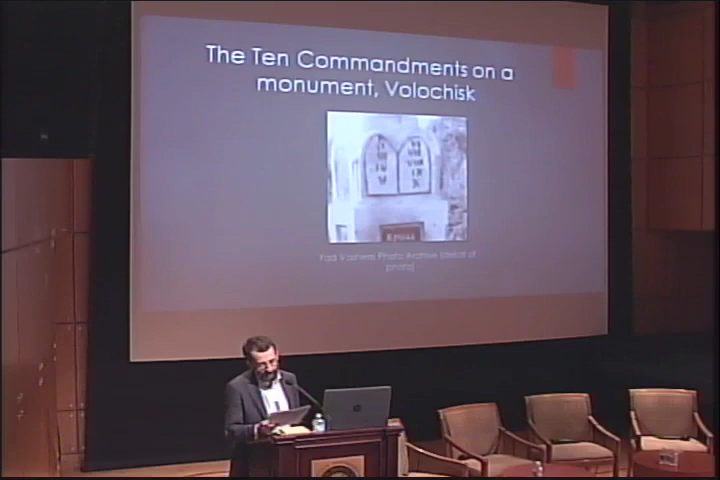 The Ten Commandments on a
monument, Volochisk
Yad Vashem Photo Archive (detail of
photo)